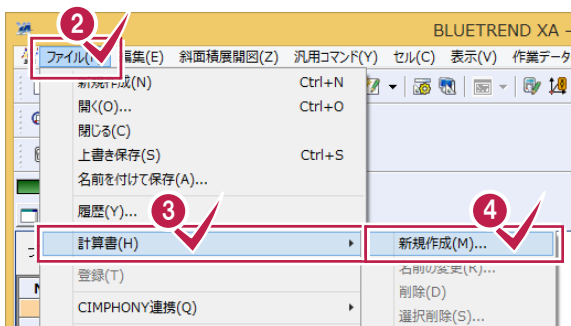 2
BLUETREND XA -
ファイル( 編集(E) 斜面積展開図(Z) 汎用コマンド(Y) セル(C) 表示(V) 作業データ
新規作成(N) Ctrl+N
開く(O)... Ctrl+O
閉じる(C)
上書き保存(S) Ctrl+S
名前を付けて保存(A)...
履歴(Y)...
3
4
計算書(H)
新規作成(M)...
登録(T)
名前の変更(R)...
削除(D)
CIMPHONY連携(Q)
選択削除(S)...